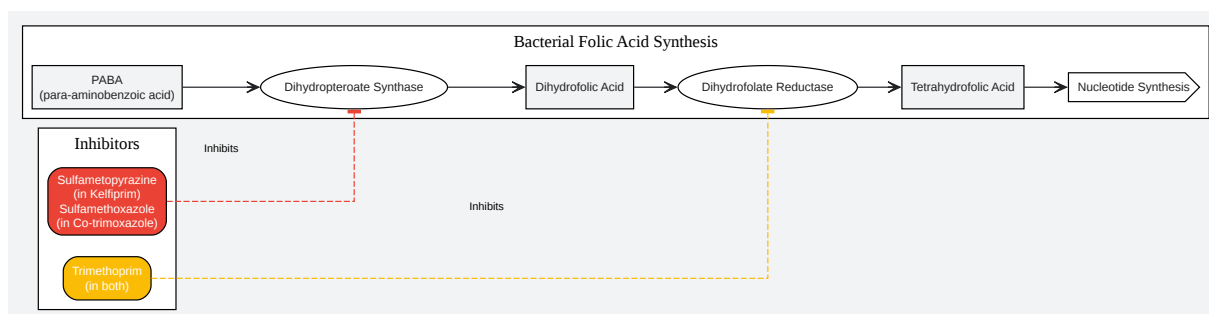 Bacterial Folic Acid Synthesis
PABA
(para-aminobenzoic acid)
Dihydropteroate Synthase
Dihydrofolic Acid
Dihydrofolate Reductase
Tetrahydrofolic Acid
Nucleotide Synthesis
Inhibitors
Inhibits
Sulfametopyrazine
(in Kelfiprim)
Sulfamethoxazole
(in Co-trimoxazole)
Inhibits
Trimethoprim
(in both)